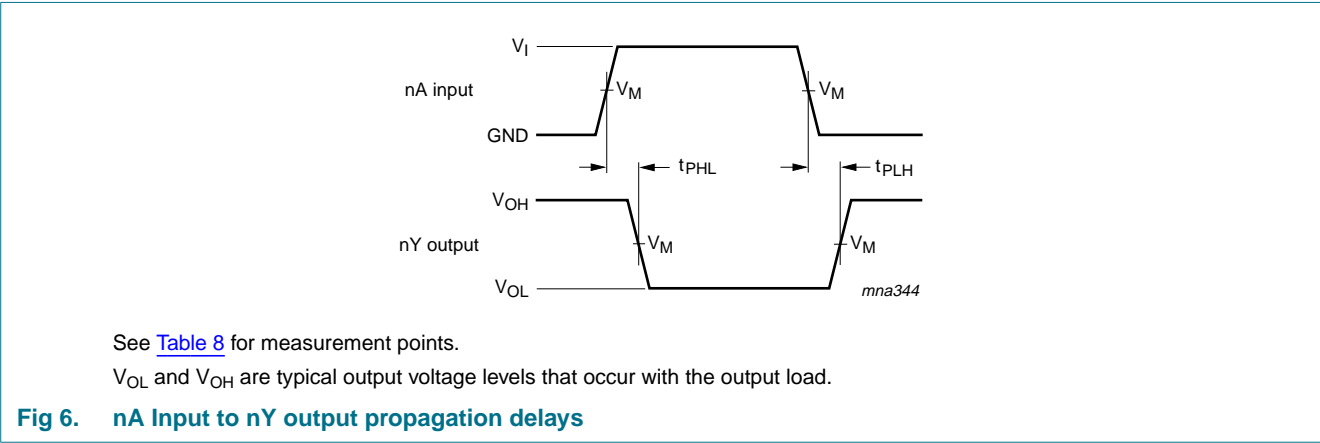 VI
nA input
VM
VM
GND
tPHL
tPLH
VOH
nY output
VM
VM
VOL
mna344
See Table 8 for measurement points.
VOL and VOH are typical output voltage levels that occur with the output load.
Fig 6. nA Input to nY output propagation delays